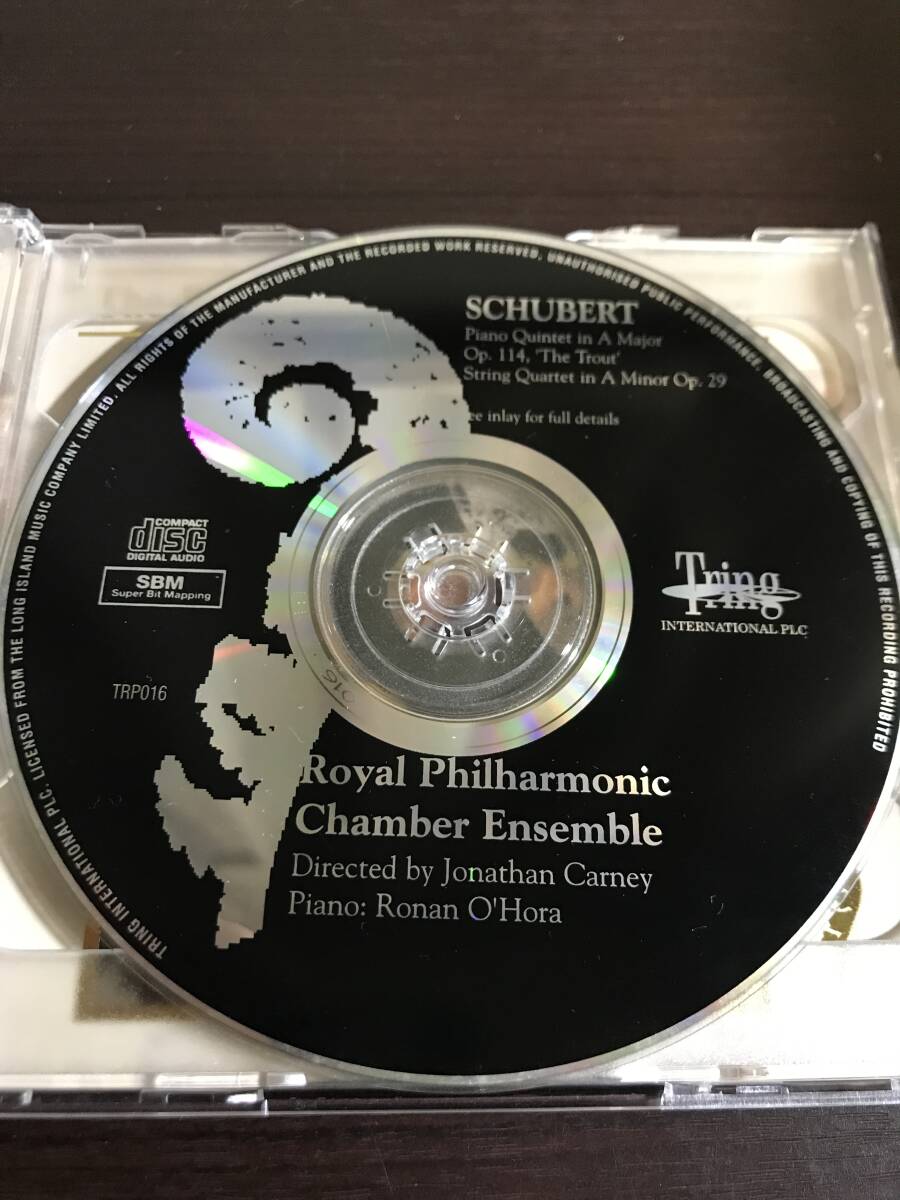 TRING INTERNATIONAL PLC. LICENSED FROM THE LONG ISLAND MUSIC COMPANY LIMITED. ALL RIGHTS OF THE MANUFACTURER AND THE RECORDED WORK RESERVED. UNAUTHORISED PUBLIC PERFORMANCE, BROADCASTING AND COPYING OF THIS RECORDING PROHIBITED
SCHUBERT
Piano Quintet in A Major
Op. 114, 'The Trout'
String Quartet in A Minor Op. 29
inlay for full details
COMPACT
disc
DIGITAL AUDIO
SBM
Super Bit Mapping
Tring
INTERNATIONAL PLC
TRP016
016
Royal Philharmonic
Chamber Ensemble
Directed by Jonathan Carney
Piano: Ronan O'Hora